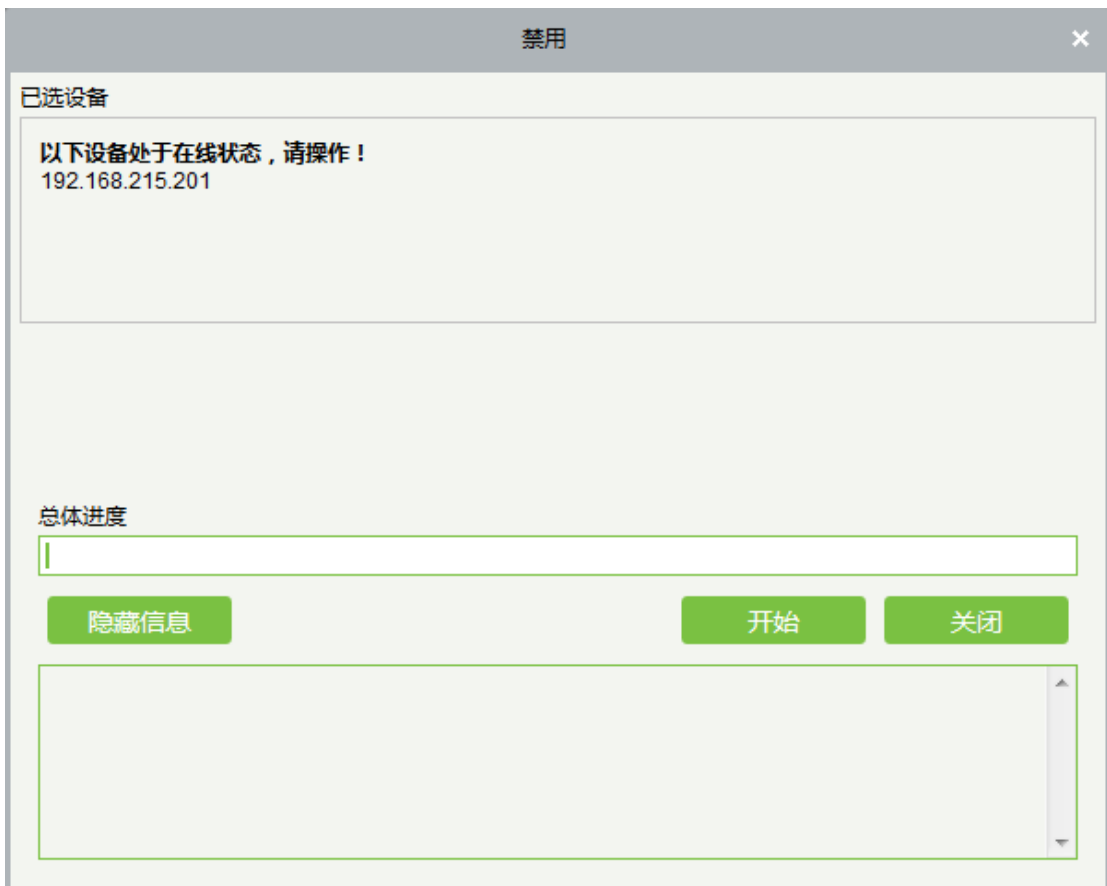 禁用
已选设备
以下设备处于在线状态，请操作！
192.168.215.201
总体进度
隐藏信息
开始
关闭